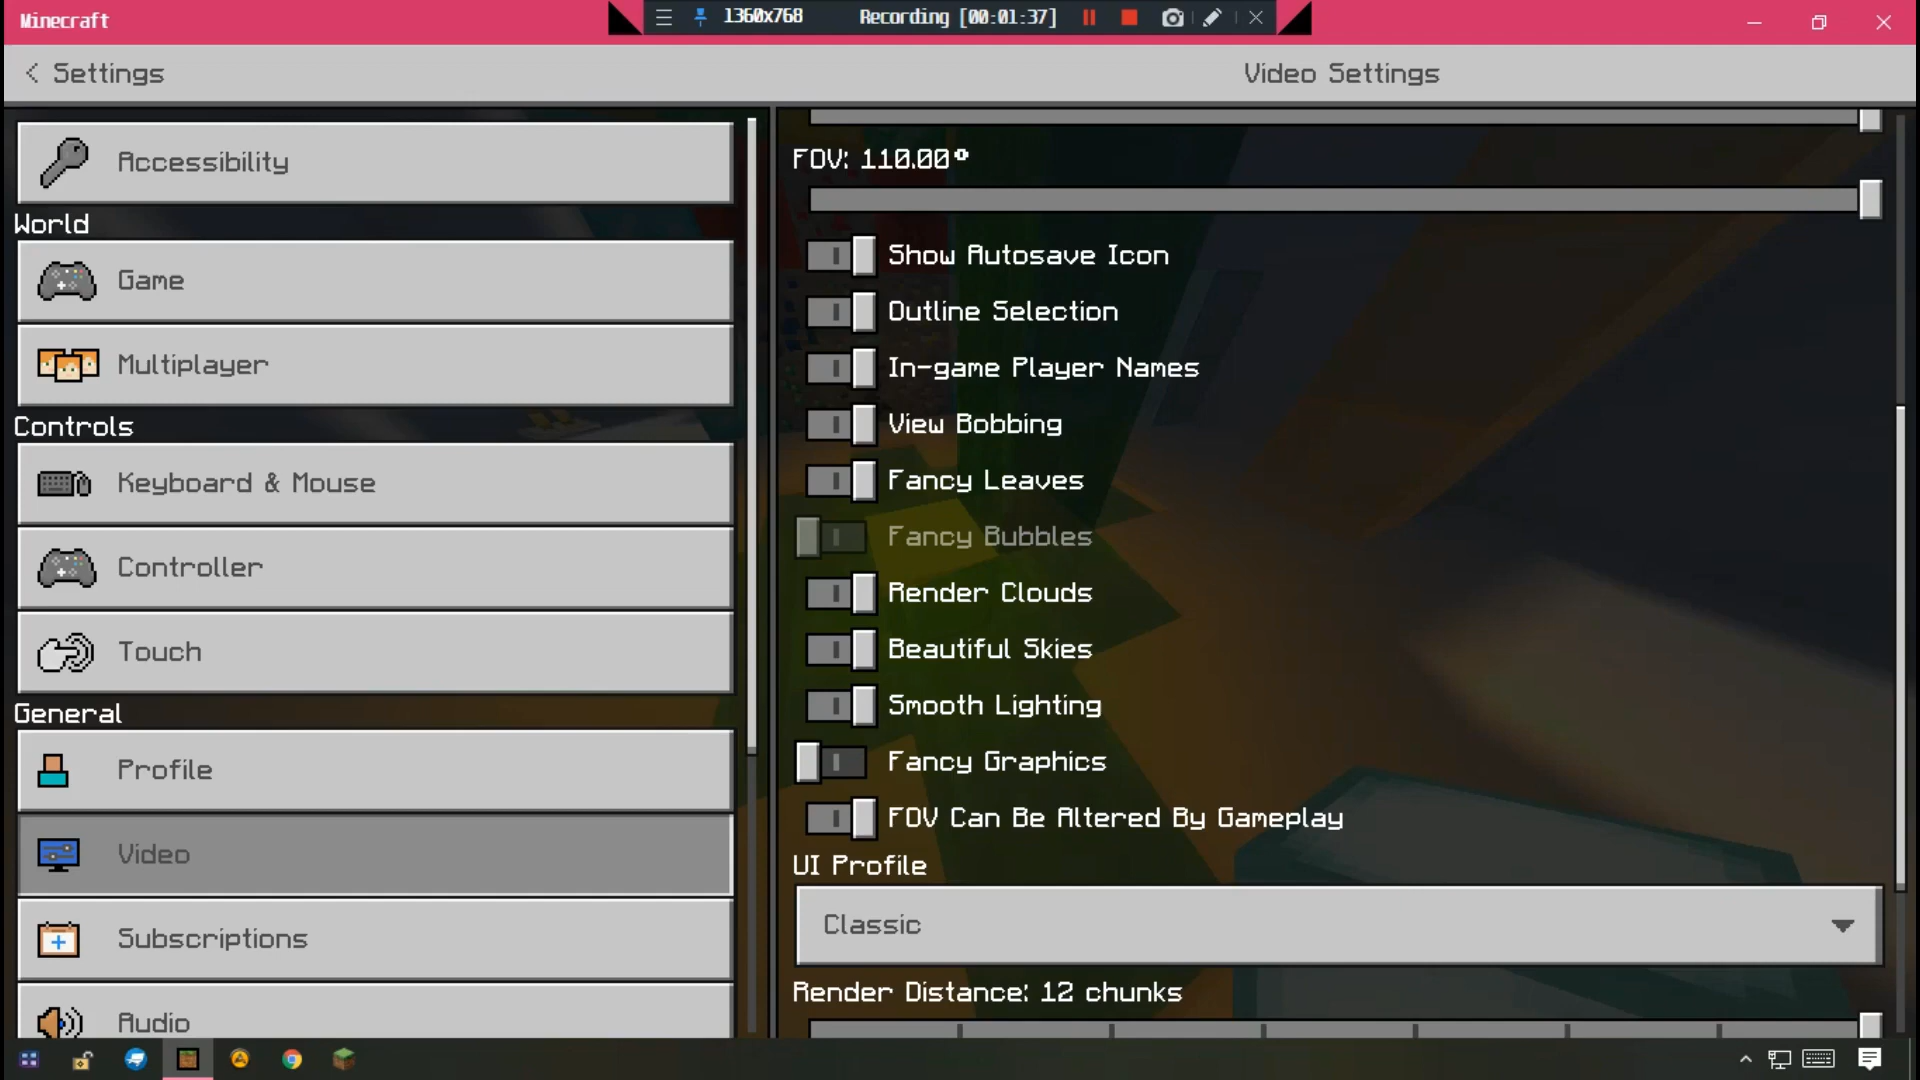 Minecraft
1360x768
Recording [00:01:37]
Settings
Video Settings
Accessibility
World
Game
Multiplayer
Controls
Keyboard & Mouse
Controller
Touch
General
Profile
Video
Subscriptions
Audio
FOV: 110.00°
Show Autosave Icon
Outline Selection
In-game Player Names
View Bobbing
Fancy Leaves
Fancy Bubbles
Render Clouds
Beautiful Skies
Smooth Lighting
Fancy Graphics
FOV Can Be Altered By Gameplay
UI Profile
Classic
Render Distance: 12 chunks